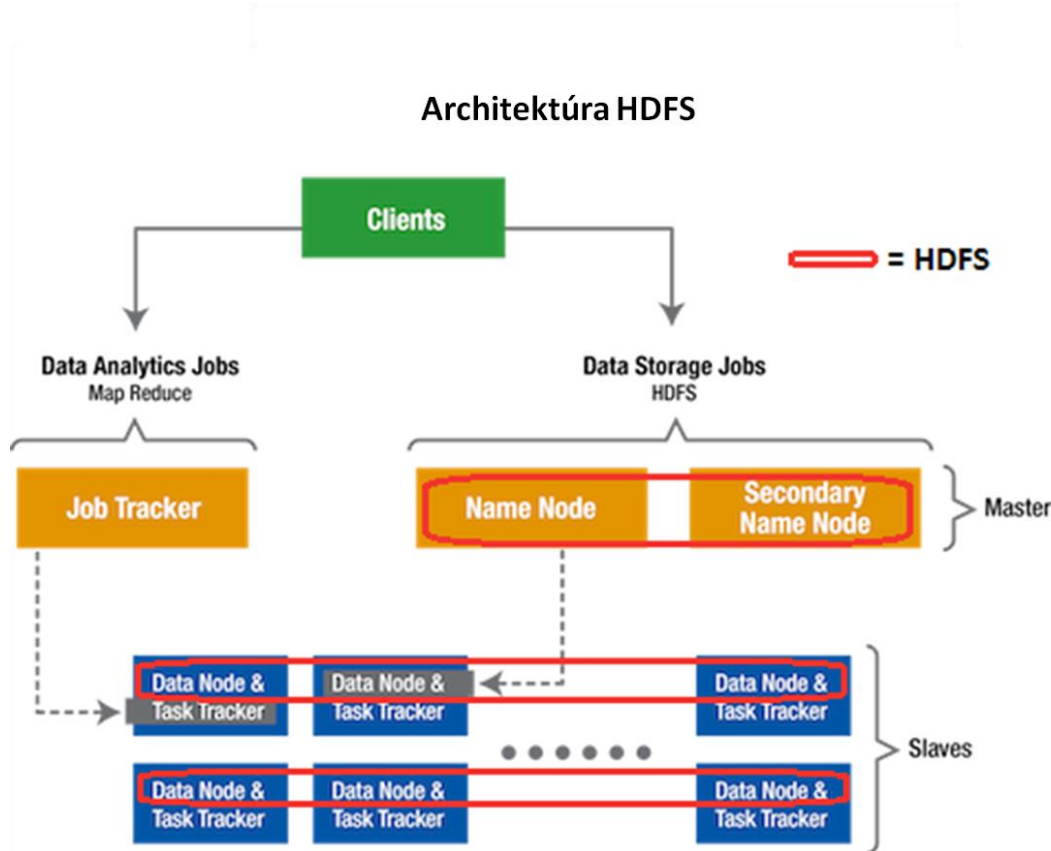 Architektúra HDFS
Clients
= HDFS
Data Analytics Jobs
Map Reduce
Data Storage Jobs
HDFS
Job Tracker
Name Node
Secondary
Name Node
Master
Data Node &
Task Tracker
Data Node &
Task Tracker
Data Node &
Task Tracker
Slaves
Data Node &
Task Tracker
Data Node &
Task Tracker
Data Node &
Task Tracker